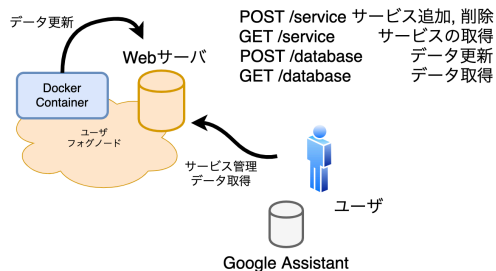 データ更新
Webサーバ
Docker
Container
ユーザ
フォグノード
POST /service サービス追加, 削除
GET /service サービスの取得
POST /database データ更新
GET /database データ取得
サービス管理
データ取得
ユーザ
Google Assistant